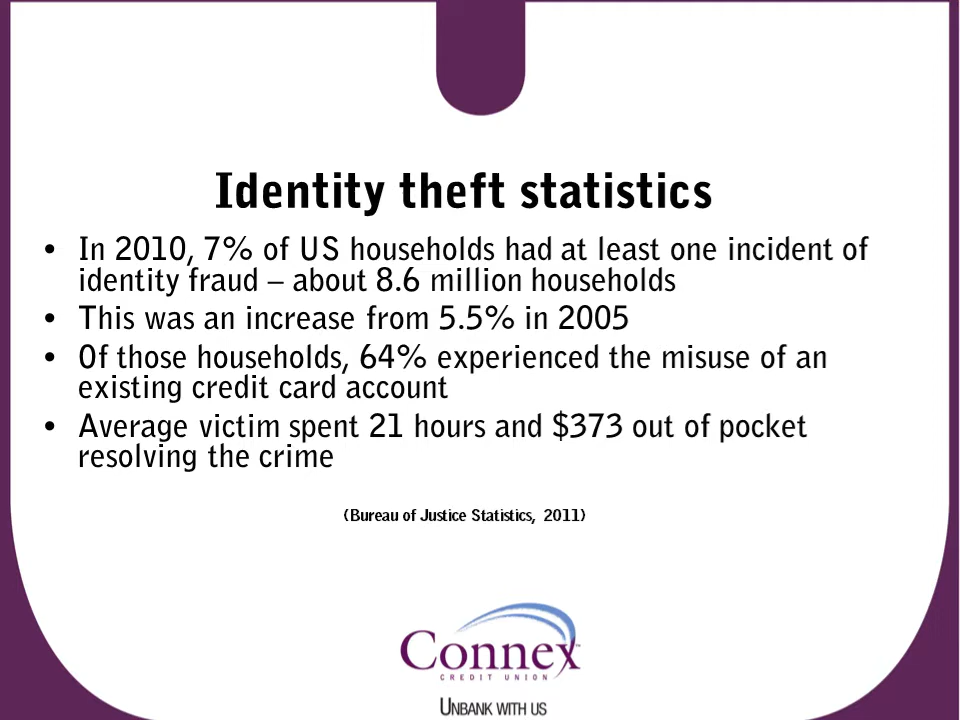 Identity theft statistics
• In 2010, 7% of US households had at least one incident of
identity fraud – about 8.6 million households
• This was an increase from 5.5% in 2005
• Of those households, 64% experienced the misuse of an
existing credit card account
• Average victim spent 21 hours and $373 out of pocket
resolving the crime
(Bureau of Justice Statistics, 2011)
Connex™
CREDIT UNION
UNBANK WITH US